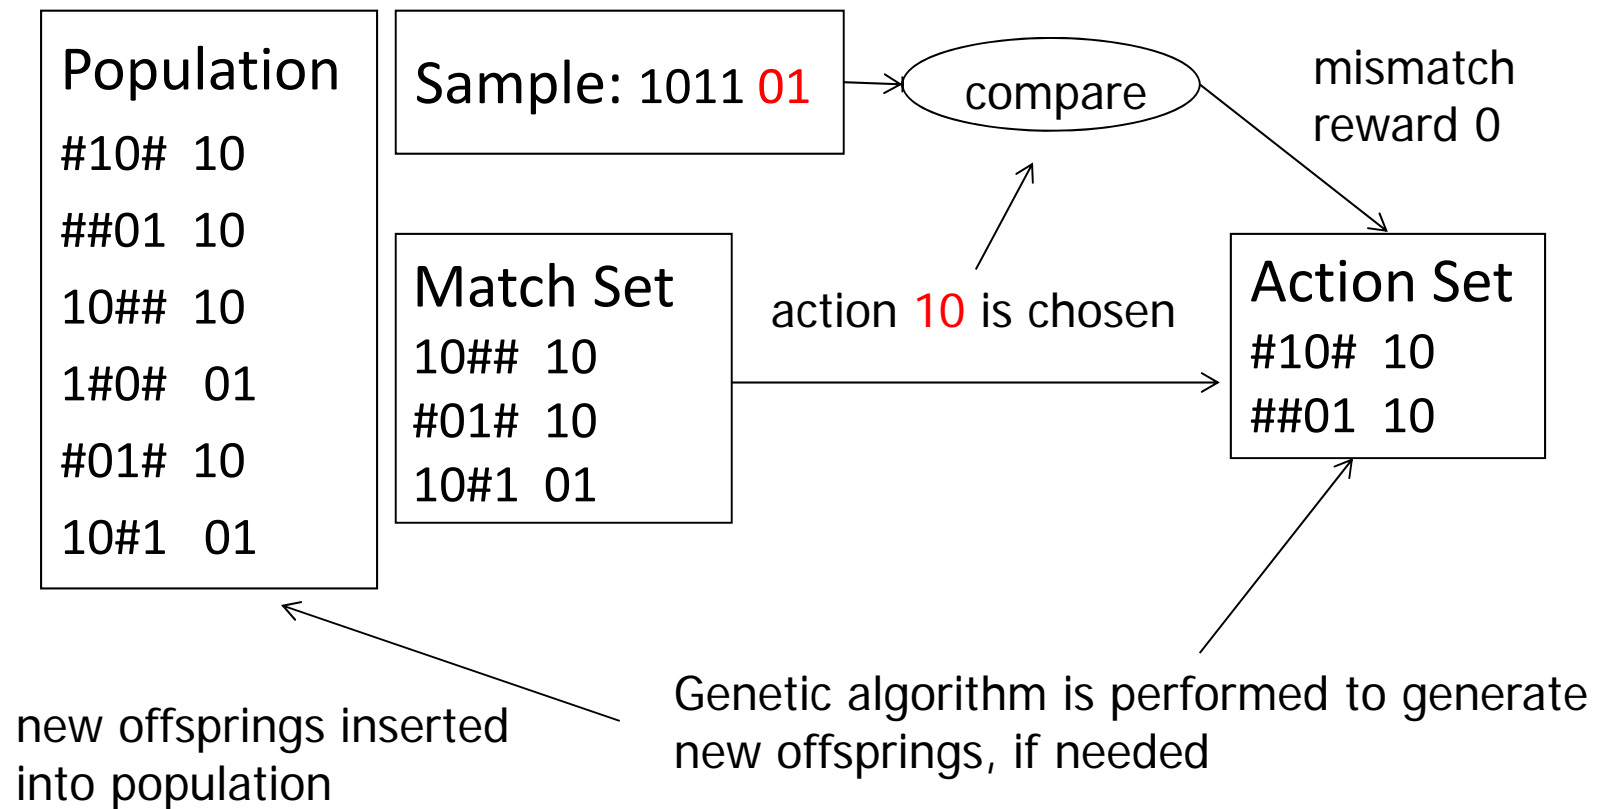 Population
#10# 10
##01 10
10## 10
1#0# 01
#01# 10
10#1 01
Sample: 1011 01
compare
mismatch
reward 0
Match Set
10## 10
#01# 10
10#1 01
action 10 is chosen
Action Set
#10# 10
##01 10
new offsprings inserted
into population
Genetic algorithm is performed to generate
new offsprings, if needed